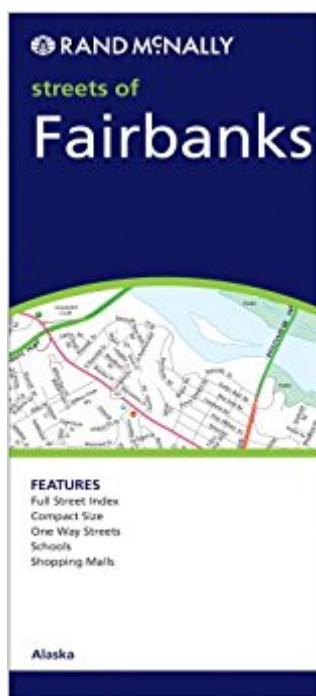 RAND McNALLY
streets of
Fairbanks
FEATURES
Full Street Index
Compact Size
One Way Streets
Schools
Shopping Malls
Alaska